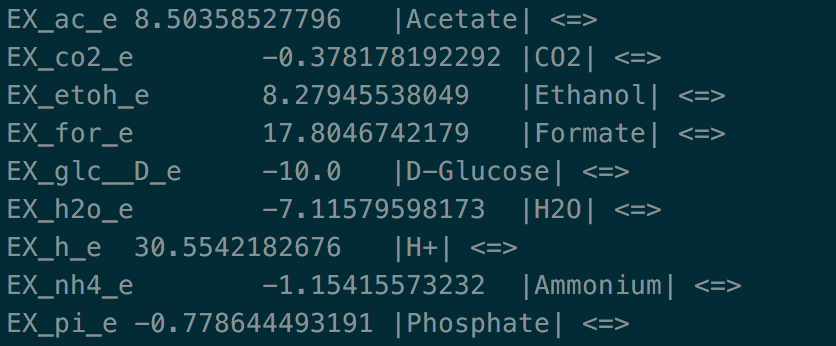 EX_ac_e 8.50358527796 |Acetate| <=>
EX_co2_e -0.378178192292 |CO2| <=>
EX_etoh_e 8.27945538049 |Ethanol| <=>
EX_for_e 17.8046742179 |Formate| <=>
EX_glc__D_e -10.0 |D-Glucose| <=>
EX_h2o_e -7.11579598173 |H2O| <=>
EX_h_e 30.5542182676 |H+| <=>
EX_nh4_e -1.15415573232 |Ammonium| <=>
EX_pi_e -0.778644493191 |Phosphate| <=>